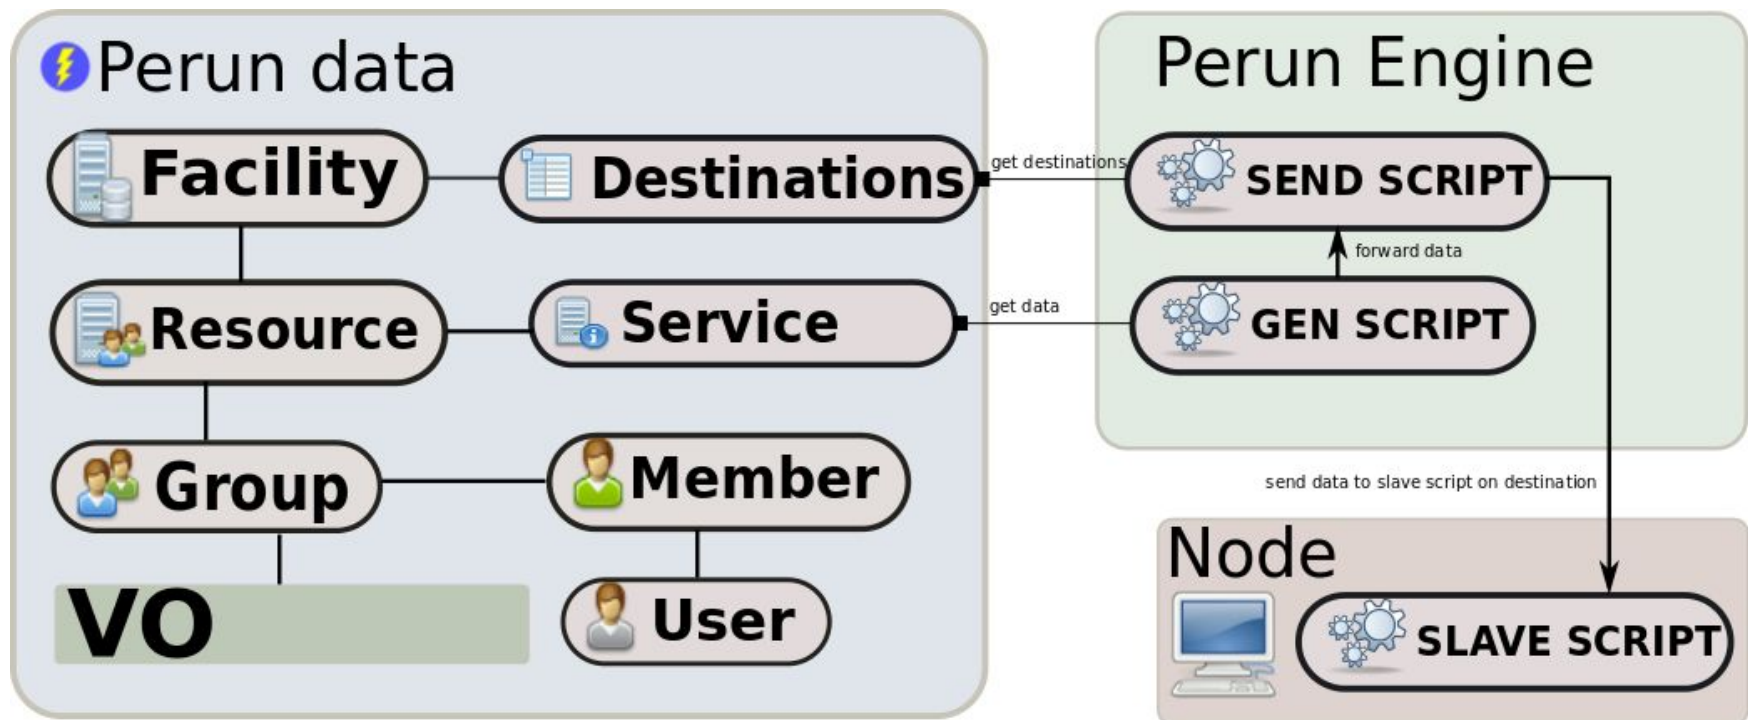 Perun data
Facility
Destinations
Resource
Service
Group
Member
VO
User
get destinations
get data
Perun Engine
SEND SCRIPT
forward data
GEN SCRIPT
send data to slave script on destination
Node
SLAVE SCRIPT